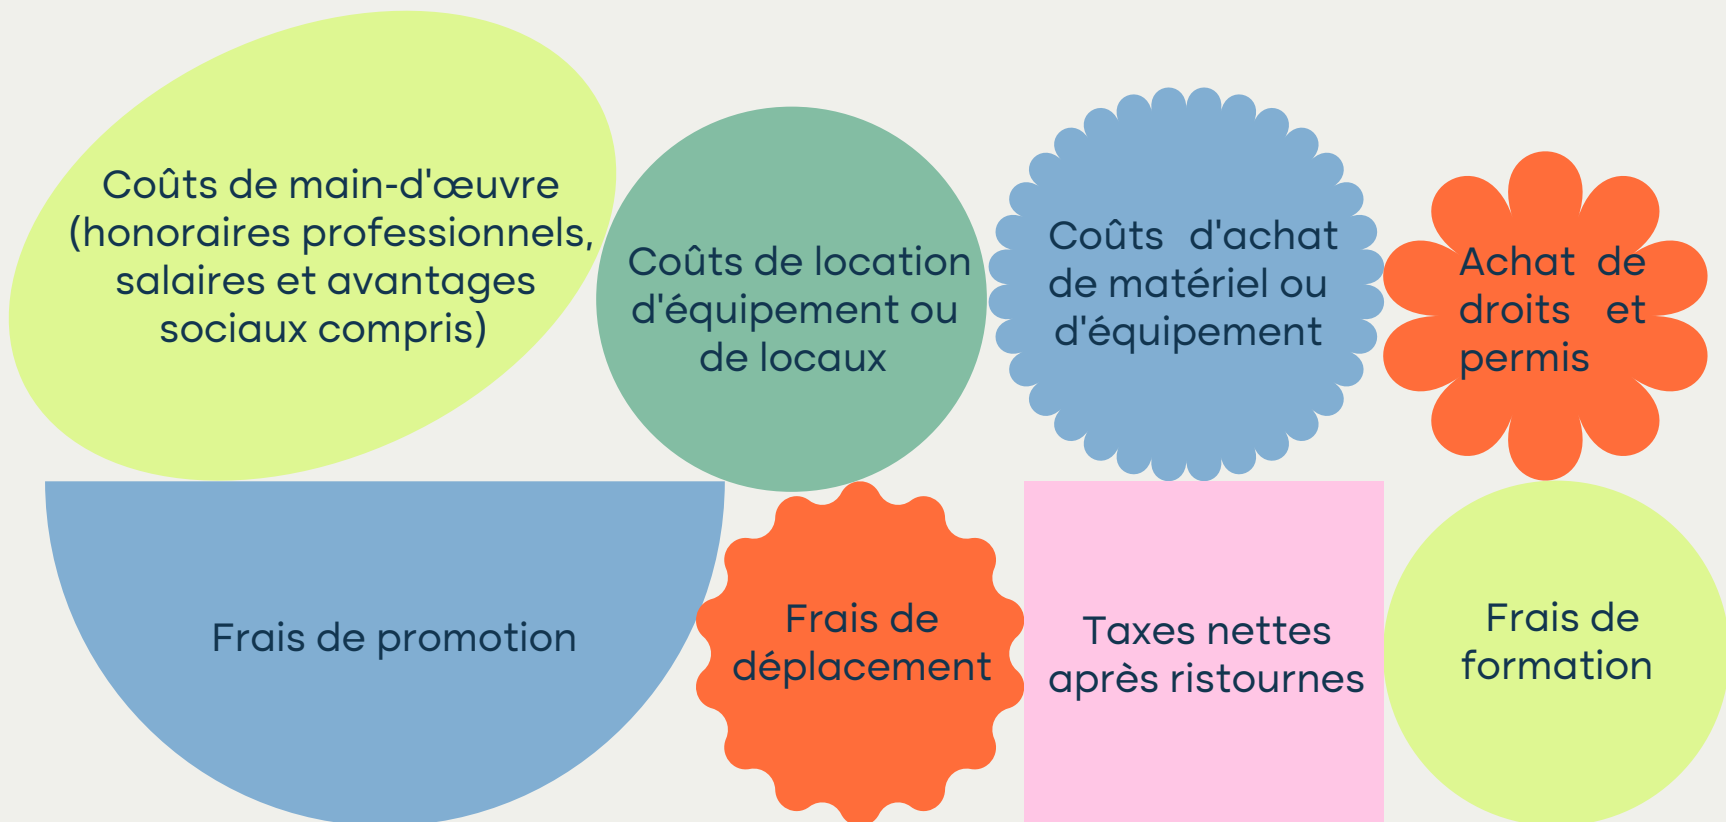 Coûts de main-d'œuvre
(honoraires professionnels,
salaires et avantages
sociaux compris)
Coûts de location
d'équipement ou
de locaux
Coûts d'achat
de matériel ou
d'équipement
Achat de
droits et
permis
Frais de promotion
Frais de
déplacement
Taxes nettes
après ristournes
Frais de
formation